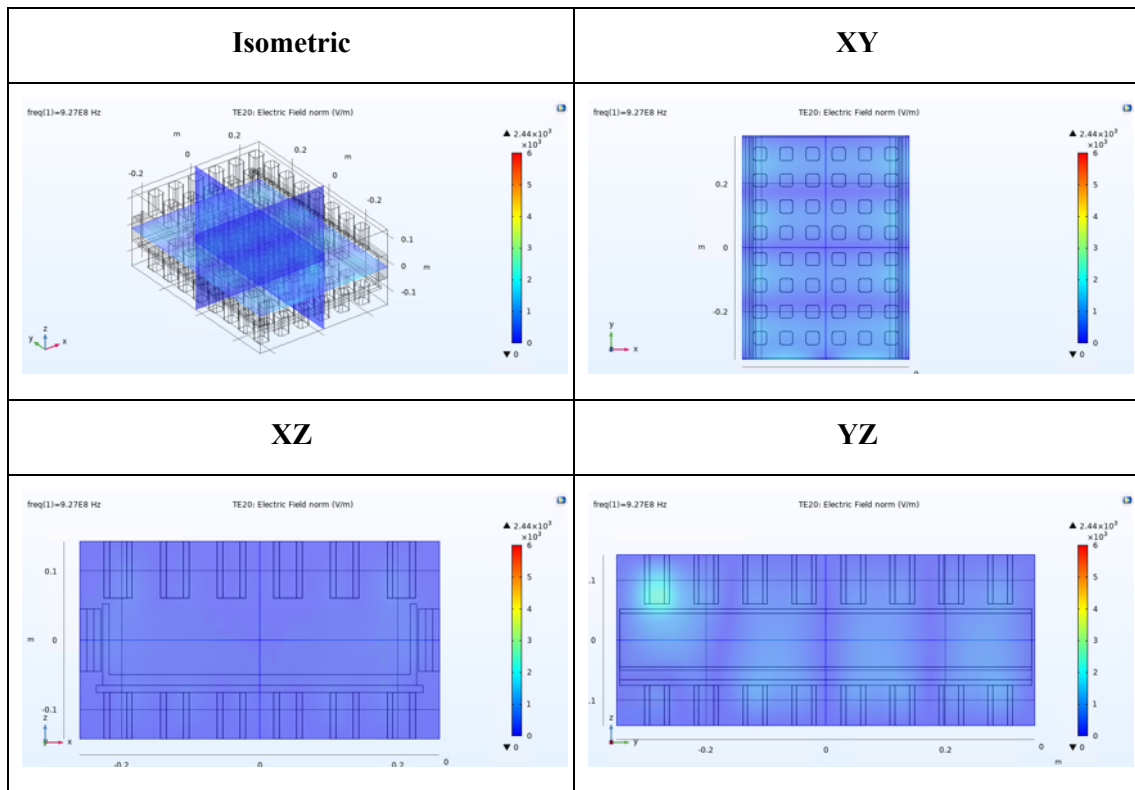 Isometric
XY
freq(1)=9.27E8 Hz
TE20: Electric Field norm (V/m)
m
0.2
0
-0.2
0.2
0
-0.2
m
0.1
0
-0.1
m
z
y
x
▲ 2.44×10³
×10³
6
5
4
3
2
1
0
▼ 0
freq(1)=9.27E8 Hz
TE20: Electric Field norm (V/m)
0.2
m
0
-0.2
y
z
x
▲ 2.44×10³
×10³
6
5
4
3
2
1
0
▼ 0
XZ
YZ
freq(1)=9.27E8 Hz
TE20: Electric Field norm (V/m)
0.1
m
0
-0.1
z
y
x
-0.2
0
0.2
0
▲ 2.44×10³
×10³
6
5
4
3
2
1
0
▼ 0
freq(1)=9.27E8 Hz
TE20: Electric Field norm (V/m)
.1
0
.1
z
y
-0.2
0
0.2
0
m
▲ 2.44×10³
×10³
6
5
4
3
2
1
0
▼ 0